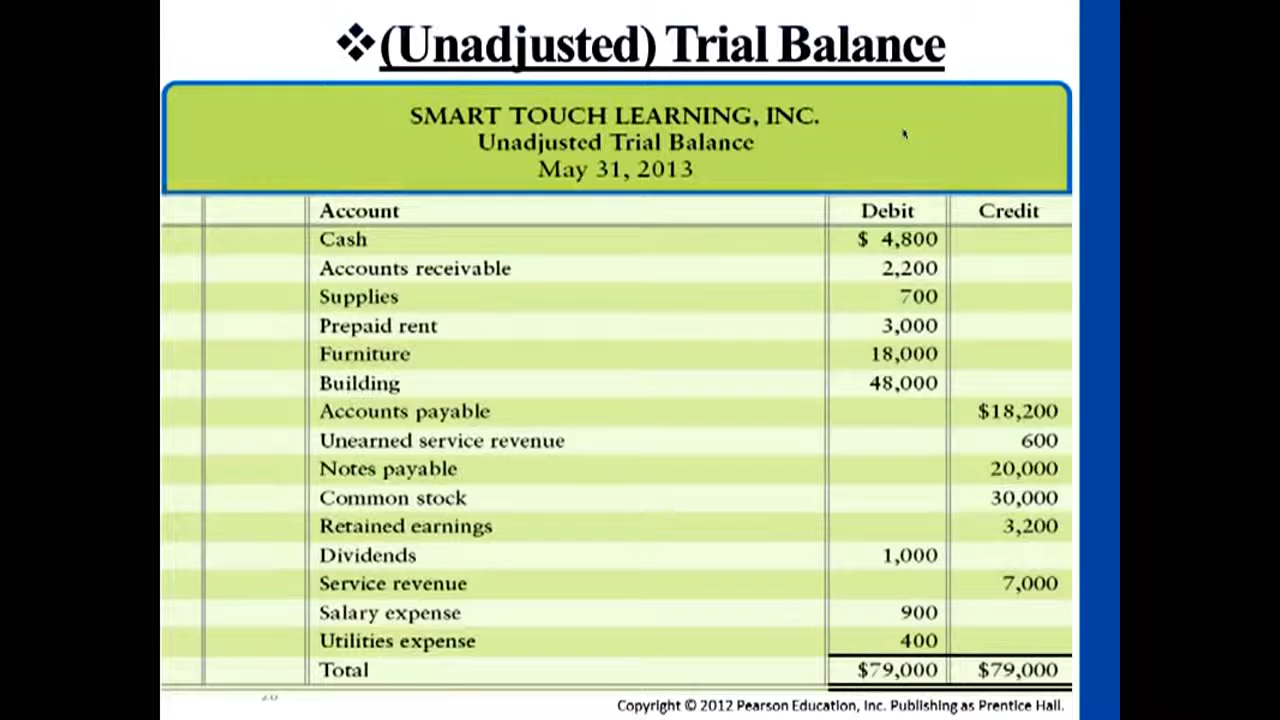 ❖(Unadjusted) Trial Balance
SMART TOUCH LEARNING, INC.
Unadjusted Trial Balance
May 31, 2013
Account Debit Credit
Cash $ 4,800
Accounts receivable 2,200
Supplies 700
Prepaid rent 3,000
Furniture 18,000
Building 48,000
Accounts payable $18,200
Unearned service revenue 600
Notes payable 20,000
Common stock 30,000
Retained earnings 3,200
Dividends 1,000
Service revenue 7,000
Salary expense 900
Utilities expense 400
Total $79,000 $79,000
Copyright © 2012 Pearson Education, Inc. Publishing as Prentice Hall.